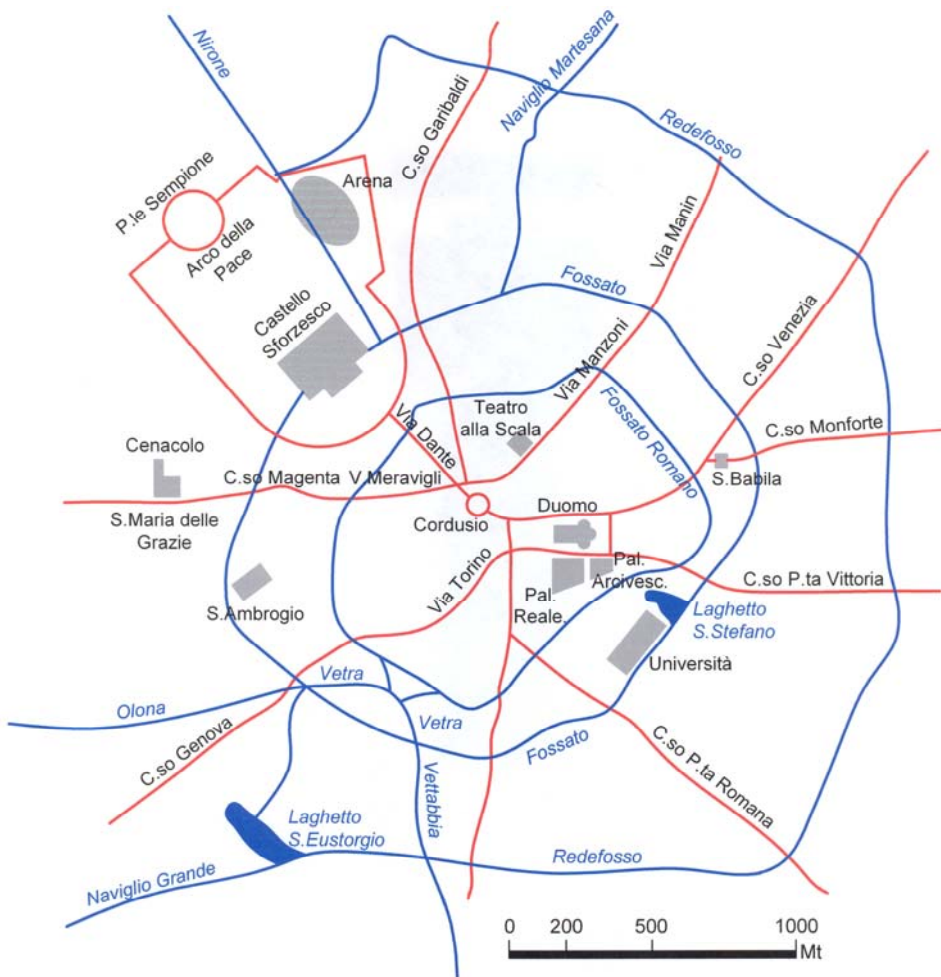 Nirone
C.so Garibaldi
Naviglio Martesana
Redefosso
P.le Sempione
Arena
Arco della
Pace
Via Manin
Fossato
Castello
Sforzesco
C.so Venezia
Via Manzoni
Teatro
alla Scala
Via Dante
Fossato Romano
C.so Monforte
Cenacolo
C.so Magenta
V.Meravigli
S.Babila
S.Maria delle
Grazie
Cordusio
Duomo
Via Torino
Pal.
Arcivesc.
C.so P.ta Vittoria
Pal.
Reale.
S.Ambrogio
Laghetto
S.Stefano
Università
Vetra
Olona
Vetra
C.so Genova
Fossato
C.so P.ta Romana
Vettabbia
Laghetto
S.Eustorgio
Redefosso
Naviglio Grande
0 200 500 1000
Mt